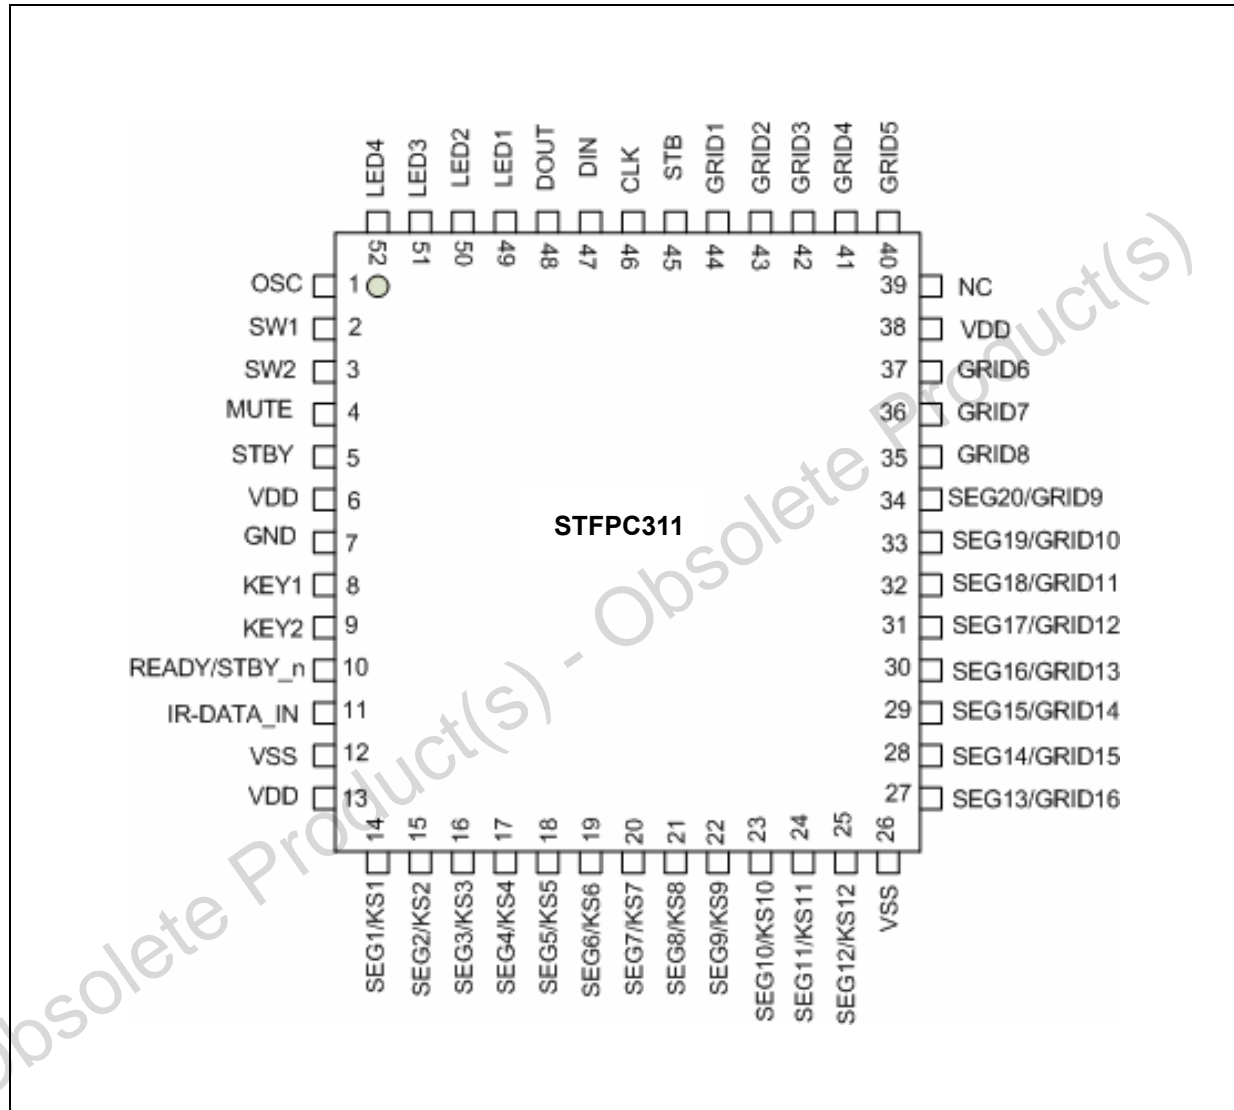 LED4 LED3 LED2 LED1 DOUT DIN CLK STB GRID1 GRID2 GRID3 GRID4 GRID5
52 51 50 49 48 47 46 45 44 43 42 41 40
OSC 1 39 NC
SW1 2 38 VDD
SW2 3 37 GRID6
MUTE 4 36 GRID7
STBY 5 35 GRID8
VDD 6 34 SEG20/GRID9
STFPC311
GND 7 33 SEG19/GRID10
KEY1 8 32 SEG18/GRID11
KEY2 9 31 SEG17/GRID12
READY/STBY_n 10 30 SEG16/GRID13
IR-DATA_IN 11 29 SEG15/GRID14
VSS 12 28 SEG14/GRID15
VDD 13 27 SEG13/GRID16
14 15 16 17 18 19 20 21 22 23 24 25 26
SEG1/KS1 SEG2/KS2 SEG3/KS3 SEG4/KS4 SEG5/KS5 SEG6/KS6 SEG7/KS7 SEG8/KS8 SEG9/KS9 SEG10/KS10 SEG11/KS11 SEG12/KS12 VSS
Obsolete Product(s) - Obsolete Product(s)